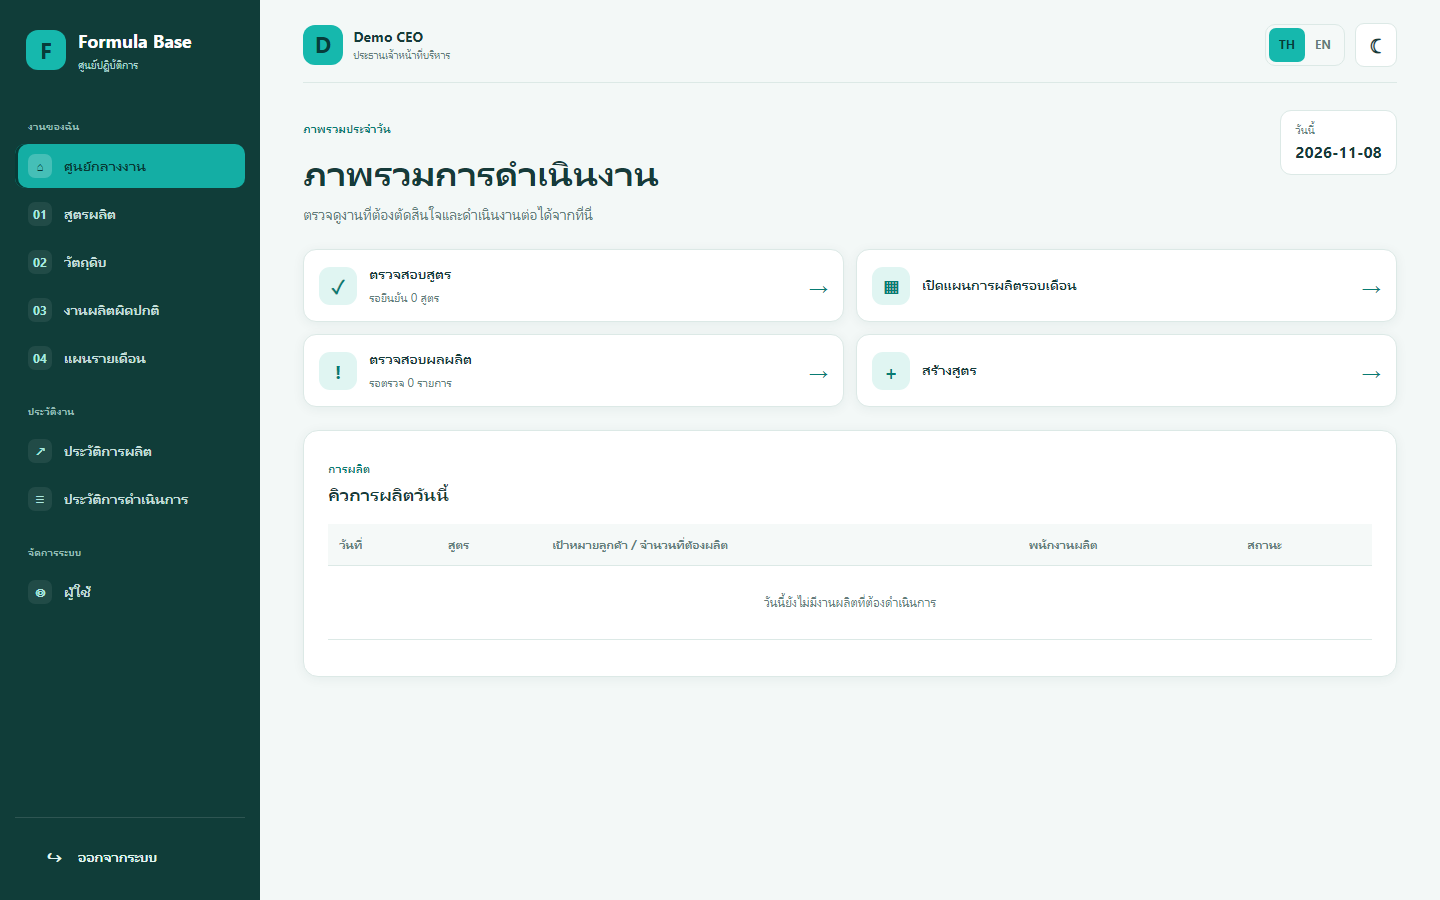 F
Formula Base
ศูนย์ปฏิบัติการ
งานของฉัน
⌂ ศูนย์กลางงาน
01 สูตรผลิต
02 วัตถุดิบ
03 งานผลิตผิดปกติ
04 แผนรายเดือน
ประวัติงาน
↗ ประวัติการผลิต
☰ ประวัติการดำเนินการ
จัดการระบบ
ผู้ใช้
↪ ออกจากระบบ
D
Demo CEO
ประธานเจ้าหน้าที่บริหาร
TH EN ☾
ภาพรวมประจำวัน
ภาพรวมการดำเนินงาน
ตรวจดูงานที่ต้องตัดสินใจและดำเนินงานต่อได้จากที่นี่
วันนี้
2026-11-08
✓ ตรวจสอบสูตร →
รอยืนยัน 0 สูตร
▦ เปิดแผนการผลิตรอบเดือน →
! ตรวจสอบผลผลิต →
รอตรวจ 0 รายการ
+ สร้างสูตร →
การผลิต
คิวการผลิตวันนี้
วันที่ สูตร เป้าหมายลูกค้า / จำนวนที่ต้องผลิต พนักงานผลิต สถานะ
วันนี้ยังไม่มีงานผลิตที่ต้องดำเนินการ